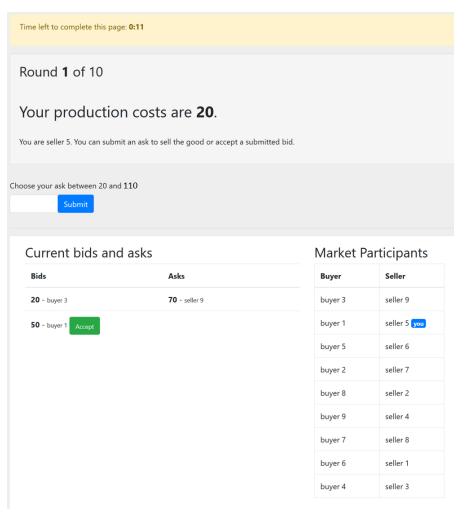 Time left to complete this page: 0:11
Round 1 of 10
Your production costs are 20.
You are seller 5. You can submit an ask to sell the good or accept a submitted bid.
Choose your ask between 20 and 110
Submit
Current bids and asks
Bids Asks
20 - buyer 3 70 - seller 9
50 - buyer 1 Accept
Market Participants
Buyer Seller
buyer 3 seller 9
buyer 1 seller 5 you
buyer 5 seller 6
buyer 2 seller 7
buyer 8 seller 2
buyer 9 seller 4
buyer 7 seller 8
buyer 6 seller 1
buyer 4 seller 3